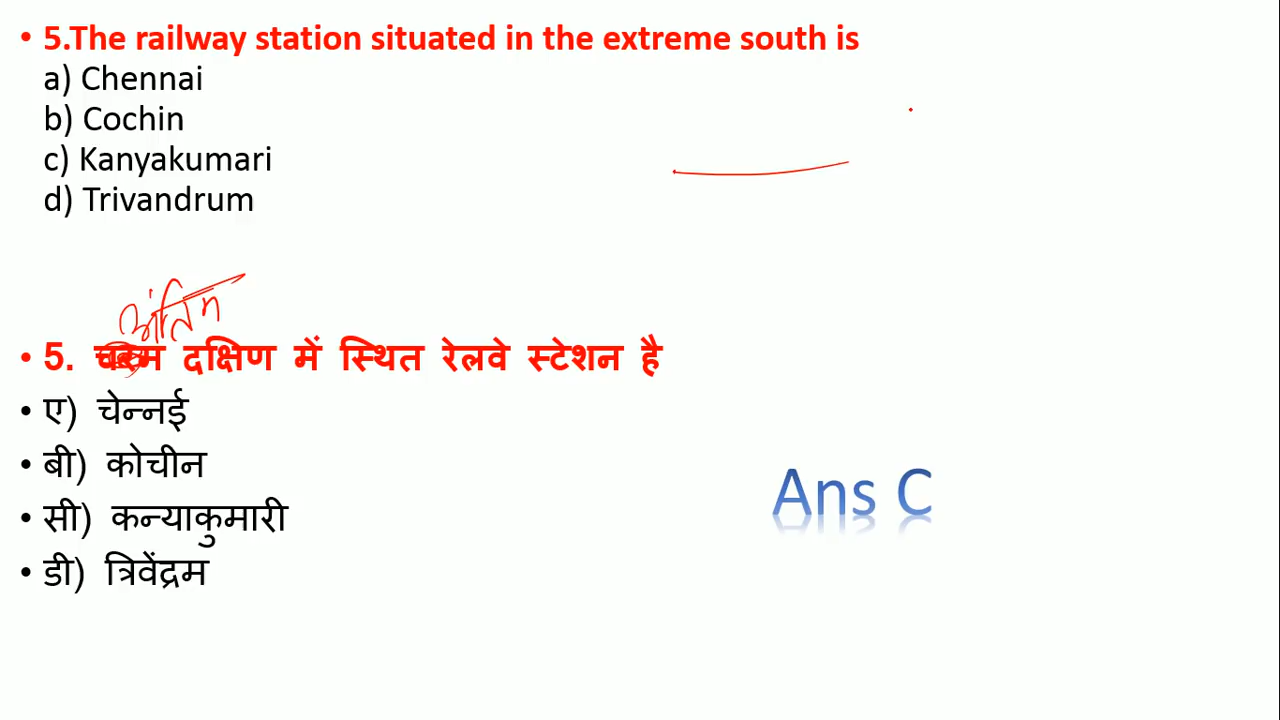 • 5.The railway station situated in the extreme south is
a) Chennai
b) Cochin
c) Kanyakumari
d) Trivandrum
अंतिम
• 5. चरम दक्षिण में स्थित रेलवे स्टेशन है
• ए) चेन्नई
• बी) कोचीन
• सी) कन्याकुमारी
• डी) त्रिवेंद्रम
Ans C